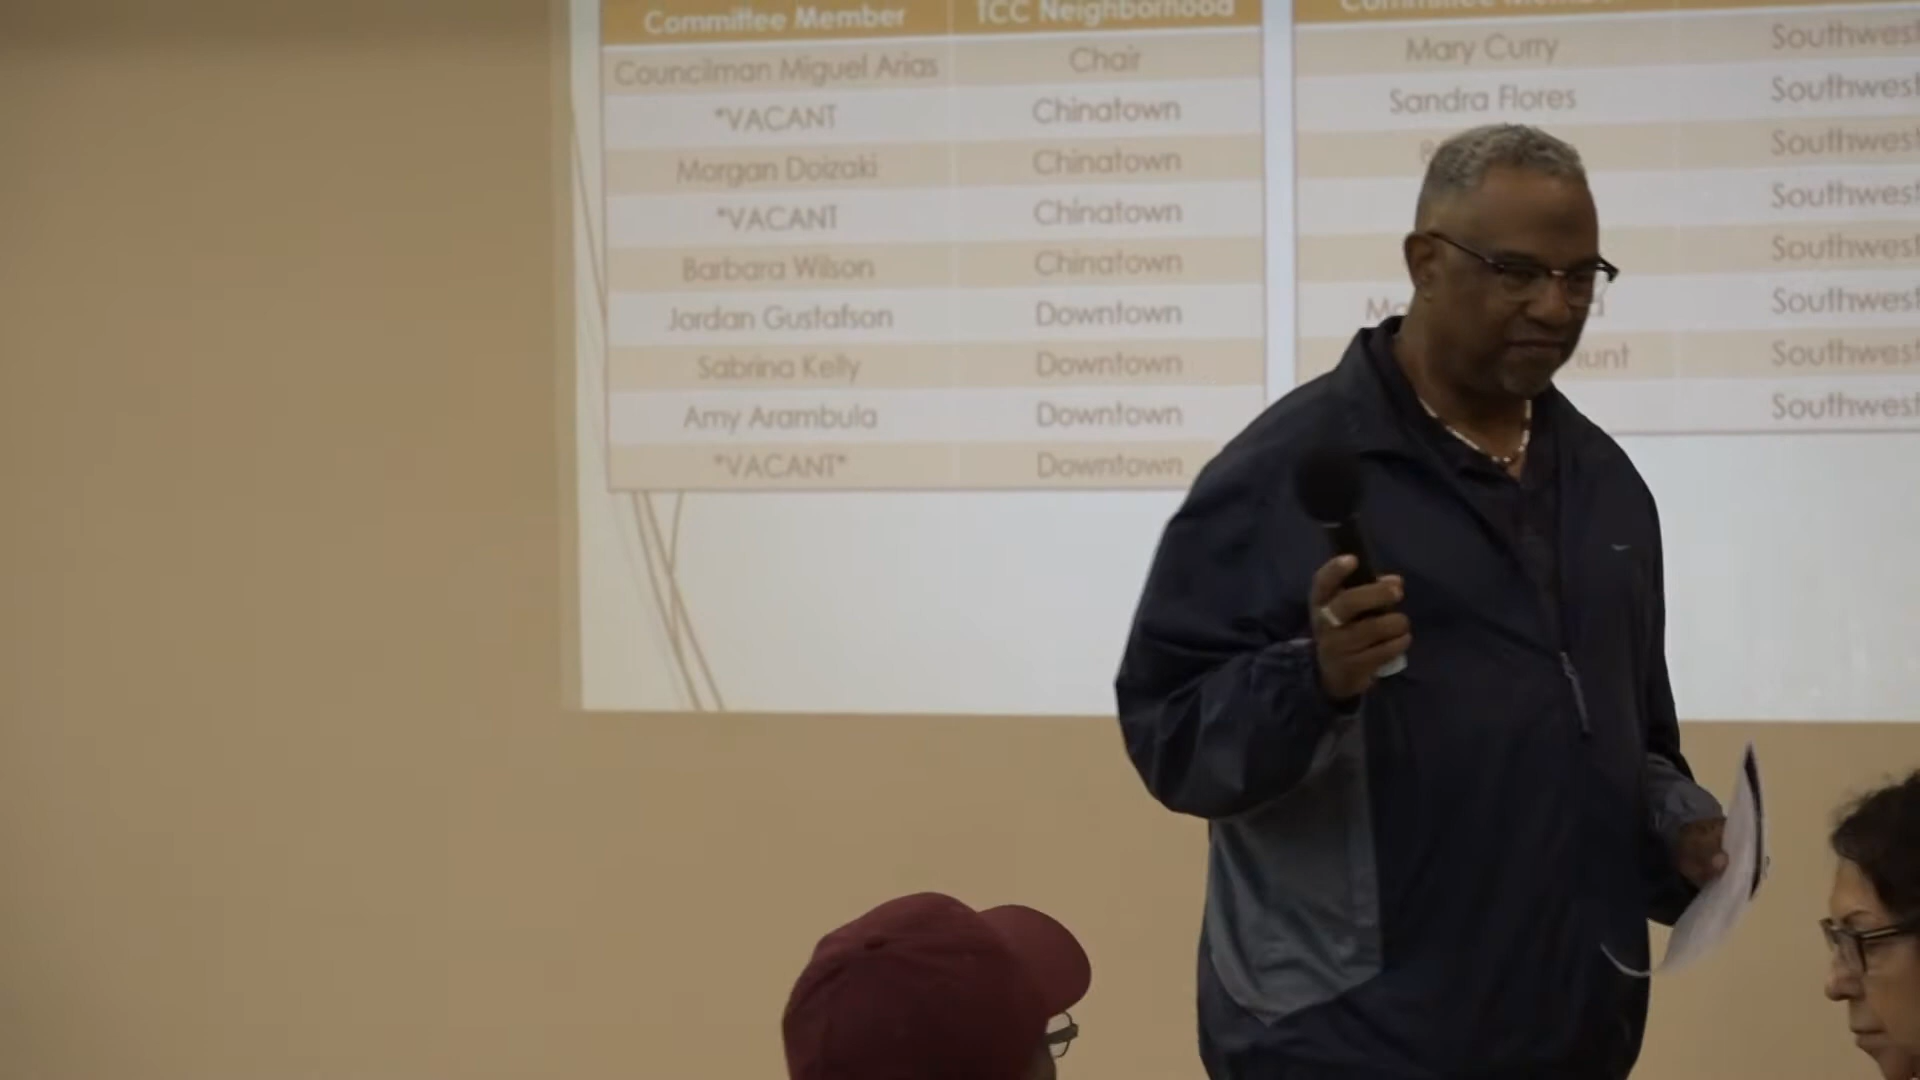 Committee Member TCC Neighborhood
Councilman Miguel Arias Chair
*VACANT Chinatown
Morgan Doizaki Chinatown
*VACANT Chinatown
Barbara Wilson Chinatown
Jordan Gustafson Downtown
Sabrina Kelly Downtown
Amy Arambula Downtown
*VACANT* Downtown
Committee
Mary Curry Southwest
Sandra Flores Southwest
Southwest
Southwest
Southwest
Southwest
Southwest
Southwest